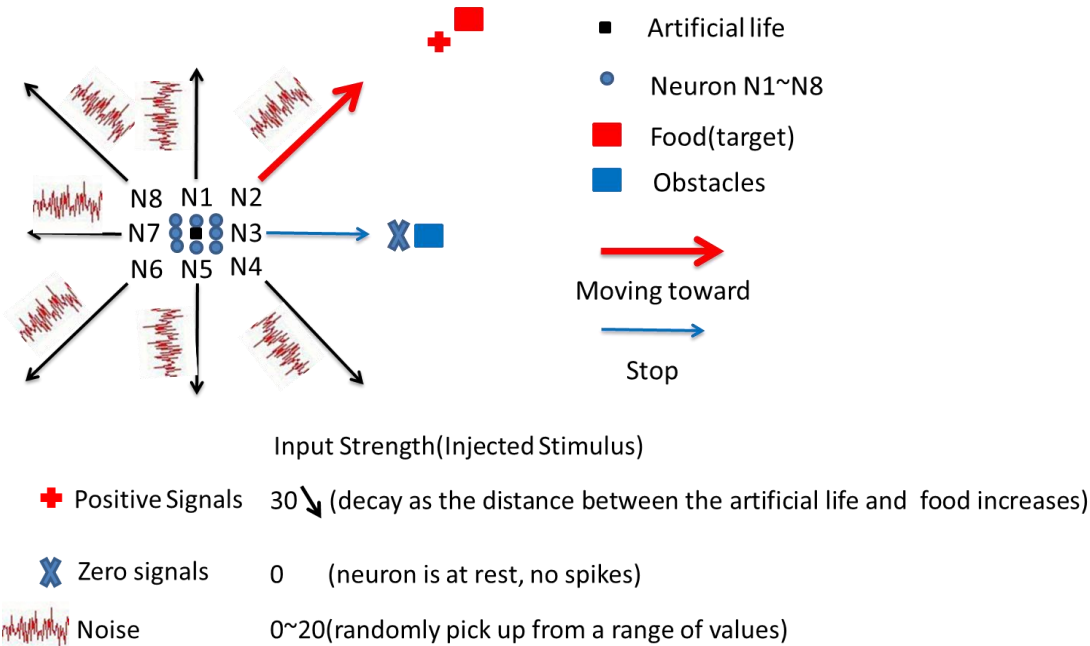 Artificial life
Neuron N1~N8
Food(target)
Obstacles
N8 N1 N2
N7 N3
N6 N5 N4
Moving toward
Stop
Input Strength(Injected Stimulus)
Positive Signals 30 (decay as the distance between the artificial life and food increases)
Zero signals 0 (neuron is at rest, no spikes)
Noise 0~20(randomly pick up from a range of values)